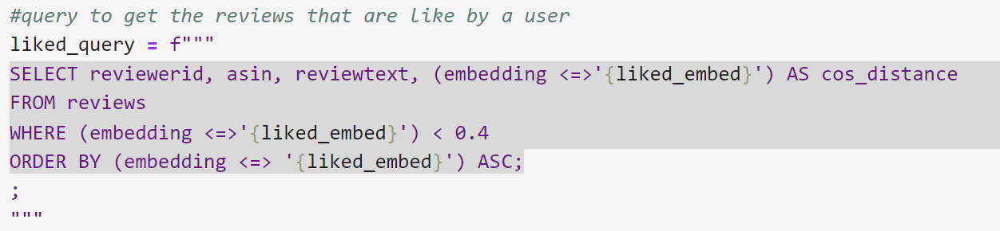 #query to get the reviews that are like by a user
liked_query = f"""
SELECT reviewerid, asin, reviewtext, (embedding <=>'{liked_embed}') AS cos_distance
FROM reviews
WHERE (embedding <=>'{liked_embed}') < 0.4
ORDER BY (embedding <=> '{liked_embed}') ASC;
;
"""